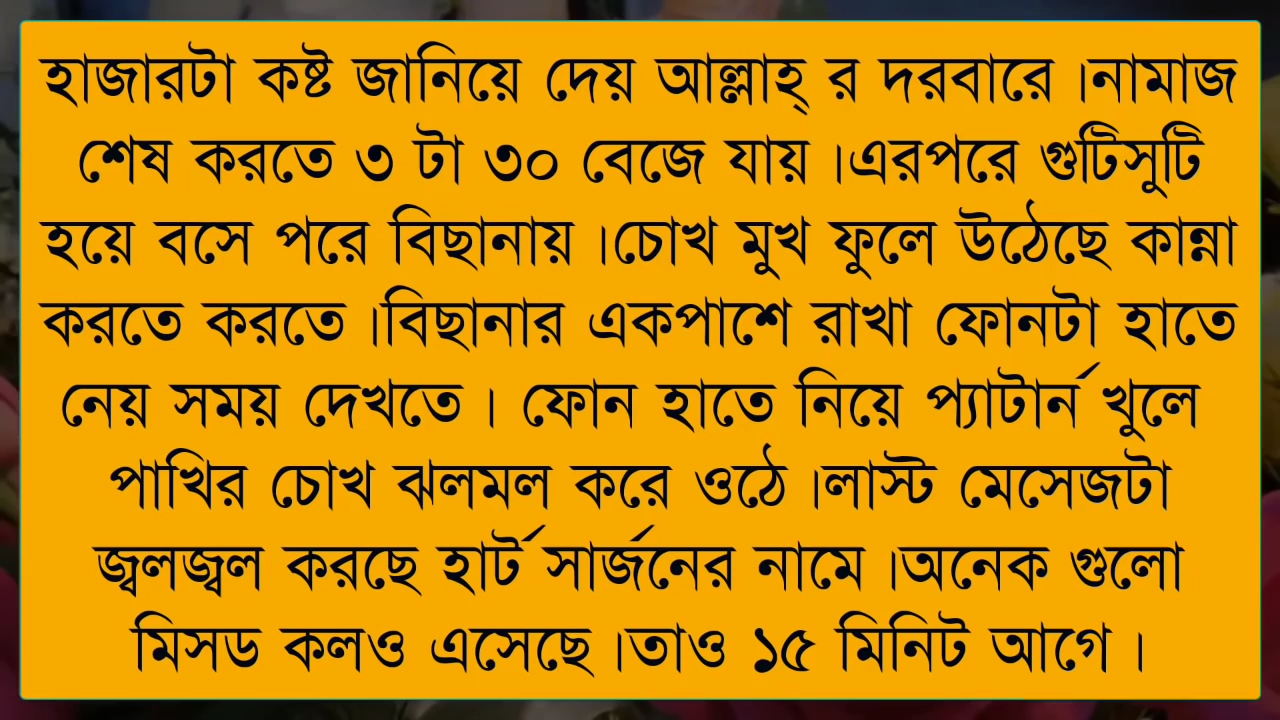 হাজারটা কষ্ট জানিয়ে দেয় আল্লাহ্ র দরবারে ।নামাজ
শেষ করতে ৩ টা ৩০ বেজে যায় ।এরপরে গুটিসুটি
হয়ে বসে পরে বিছানায় ।চোখ মুখ ফুলে উঠেছে কান্না
করতে করতে ।বিছানার একপাশে রাখা ফোনটা হাতে
নেয় সময় দেখতে । ফোন হাতে নিয়ে প্যাটার্ন খুলে
পাখির চোখ ঝলমল করে ওঠে ।লাস্ট মেসেজটা
জ্বলজ্বল করছে হার্ট সার্জনের নামে ।অনেক গুলো
মিসড কলও এসেছে ।তাও ১৫ মিনিট আগে ।